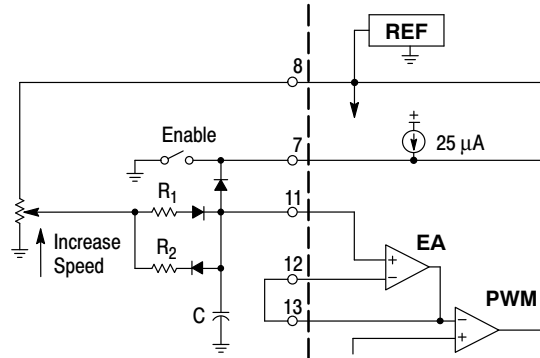 REF
8
Enable
7
25 μA
R1
11
EA
Increase
Speed
R2
12
PWM
13
C